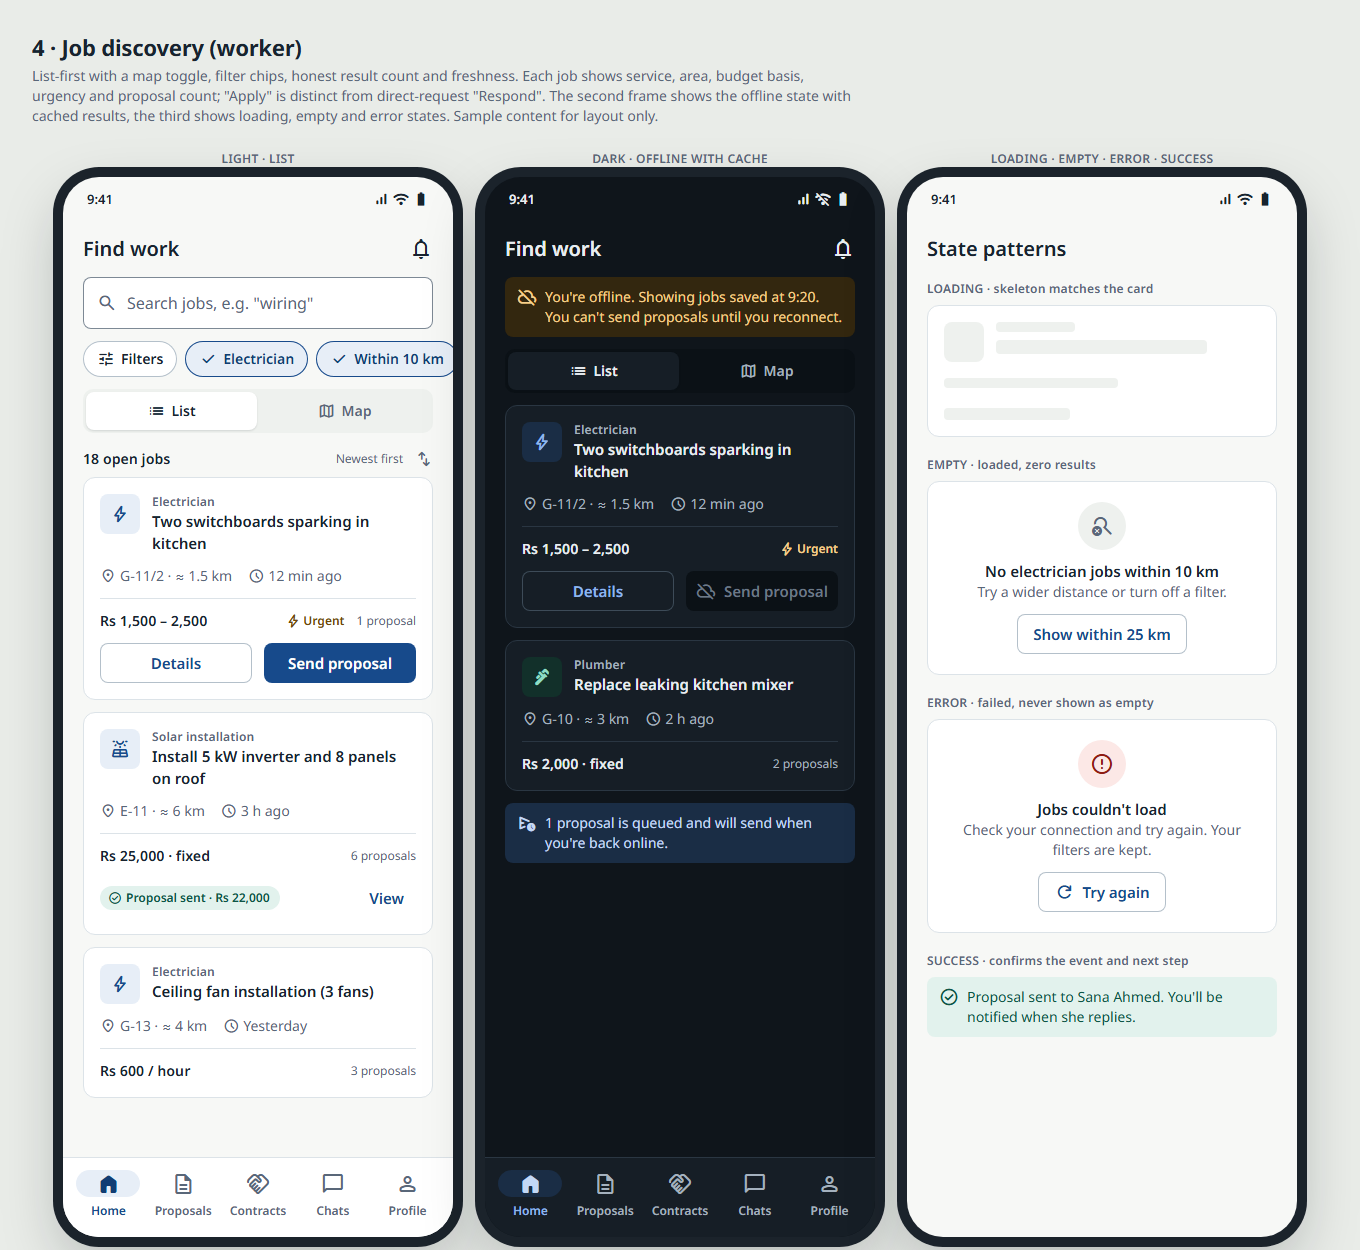 4 · Job discovery (worker)
List-first with a map toggle, filter chips, honest result count and freshness. Each job shows service, area, budget basis,
urgency and proposal count; "Apply" is distinct from direct-request "Respond". The second frame shows the offline state with
cached results, the third shows loading, empty and error states. Sample content for layout only.
LIGHT · LIST
9:41
Find work
Search jobs, e.g. "wiring"
Filters
Electrician
Within 10 km
List
Map
18 open jobs
Newest first
Electrician
Two switchboards sparking in
kitchen
G-11/2 · ≈ 1.5 km
12 min ago
Rs 1,500 – 2,500
Urgent
1 proposal
Details
Send proposal
Solar installation
Install 5 kW inverter and 8 panels
on roof
E-11 · ≈ 6 km
3 h ago
Rs 25,000 · fixed
6 proposals
Proposal sent · Rs 22,000
View
Electrician
Ceiling fan installation (3 fans)
G-13 · ≈ 4 km
Yesterday
Rs 600 / hour
3 proposals
Home
Proposals
Contracts
Chats
Profile
DARK · OFFLINE WITH CACHE
9:41
Find work
You're offline. Showing jobs saved at 9:20.
You can't send proposals until you reconnect.
List
Map
Electrician
Two switchboards sparking in
kitchen
G-11/2 · ≈ 1.5 km
12 min ago
Rs 1,500 – 2,500
Urgent
Details
Send proposal
Plumber
Replace leaking kitchen mixer
G-10 · ≈ 3 km
2 h ago
Rs 2,000 · fixed
2 proposals
1 proposal is queued and will send when
you're back online.
Home
Proposals
Contracts
Chats
Profile
LOADING · EMPTY · ERROR · SUCCESS
9:41
State patterns
LOADING · skeleton matches the card
EMPTY · loaded, zero results
No electrician jobs within 10 km
Try a wider distance or turn off a filter.
Show within 25 km
ERROR · failed, never shown as empty
Jobs couldn't load
Check your connection and try again. Your
filters are kept.
Try again
SUCCESS · confirms the event and next step
Proposal sent to Sana Ahmed. You'll be
notified when she replies.